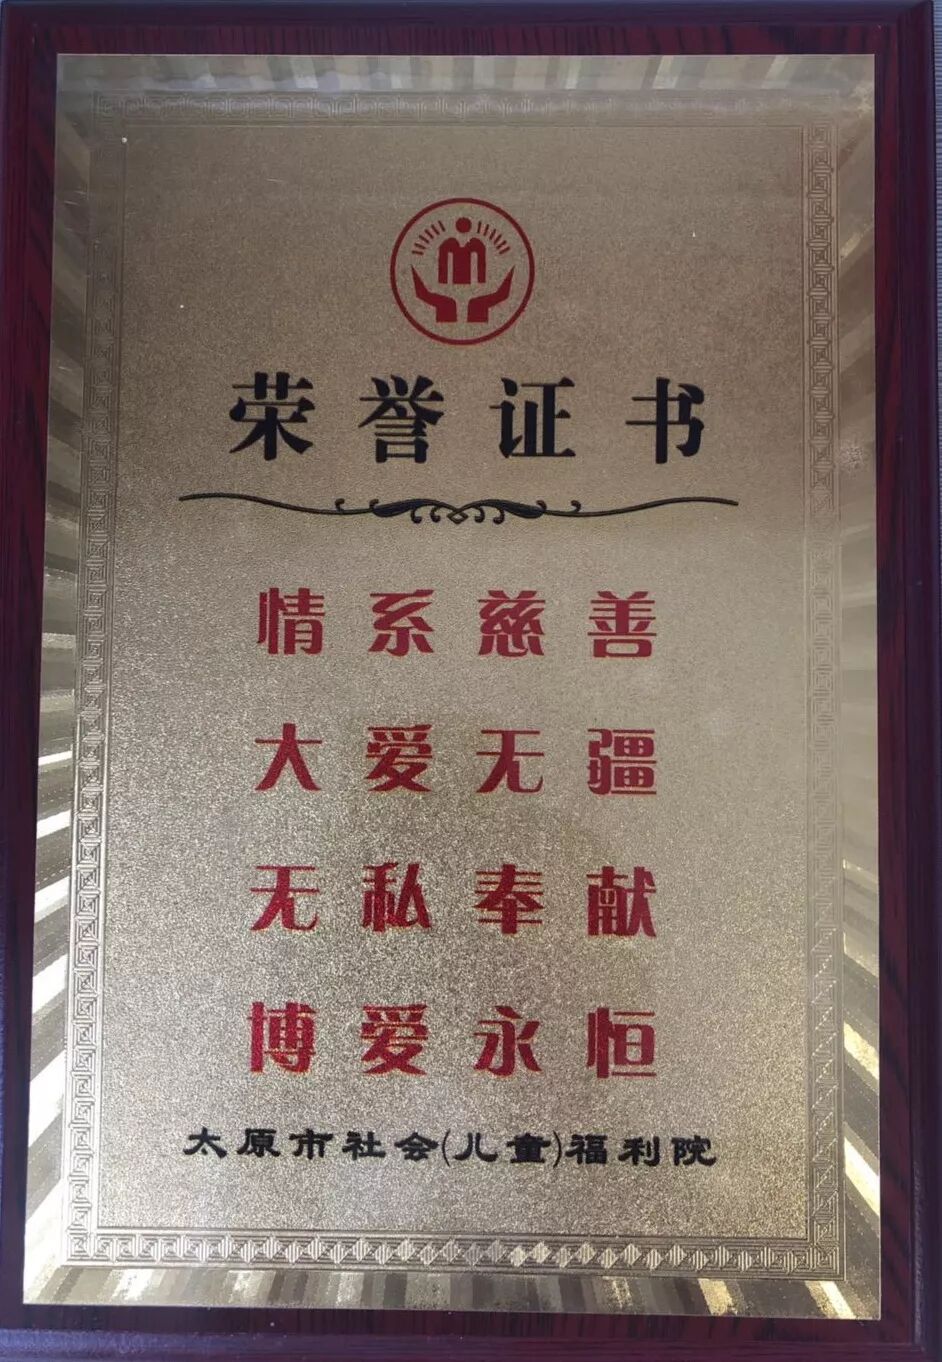 荣誉证书
情系慈善
大爱无疆
无私奉献
博爱永恒
太原市社会(儿童)福利院